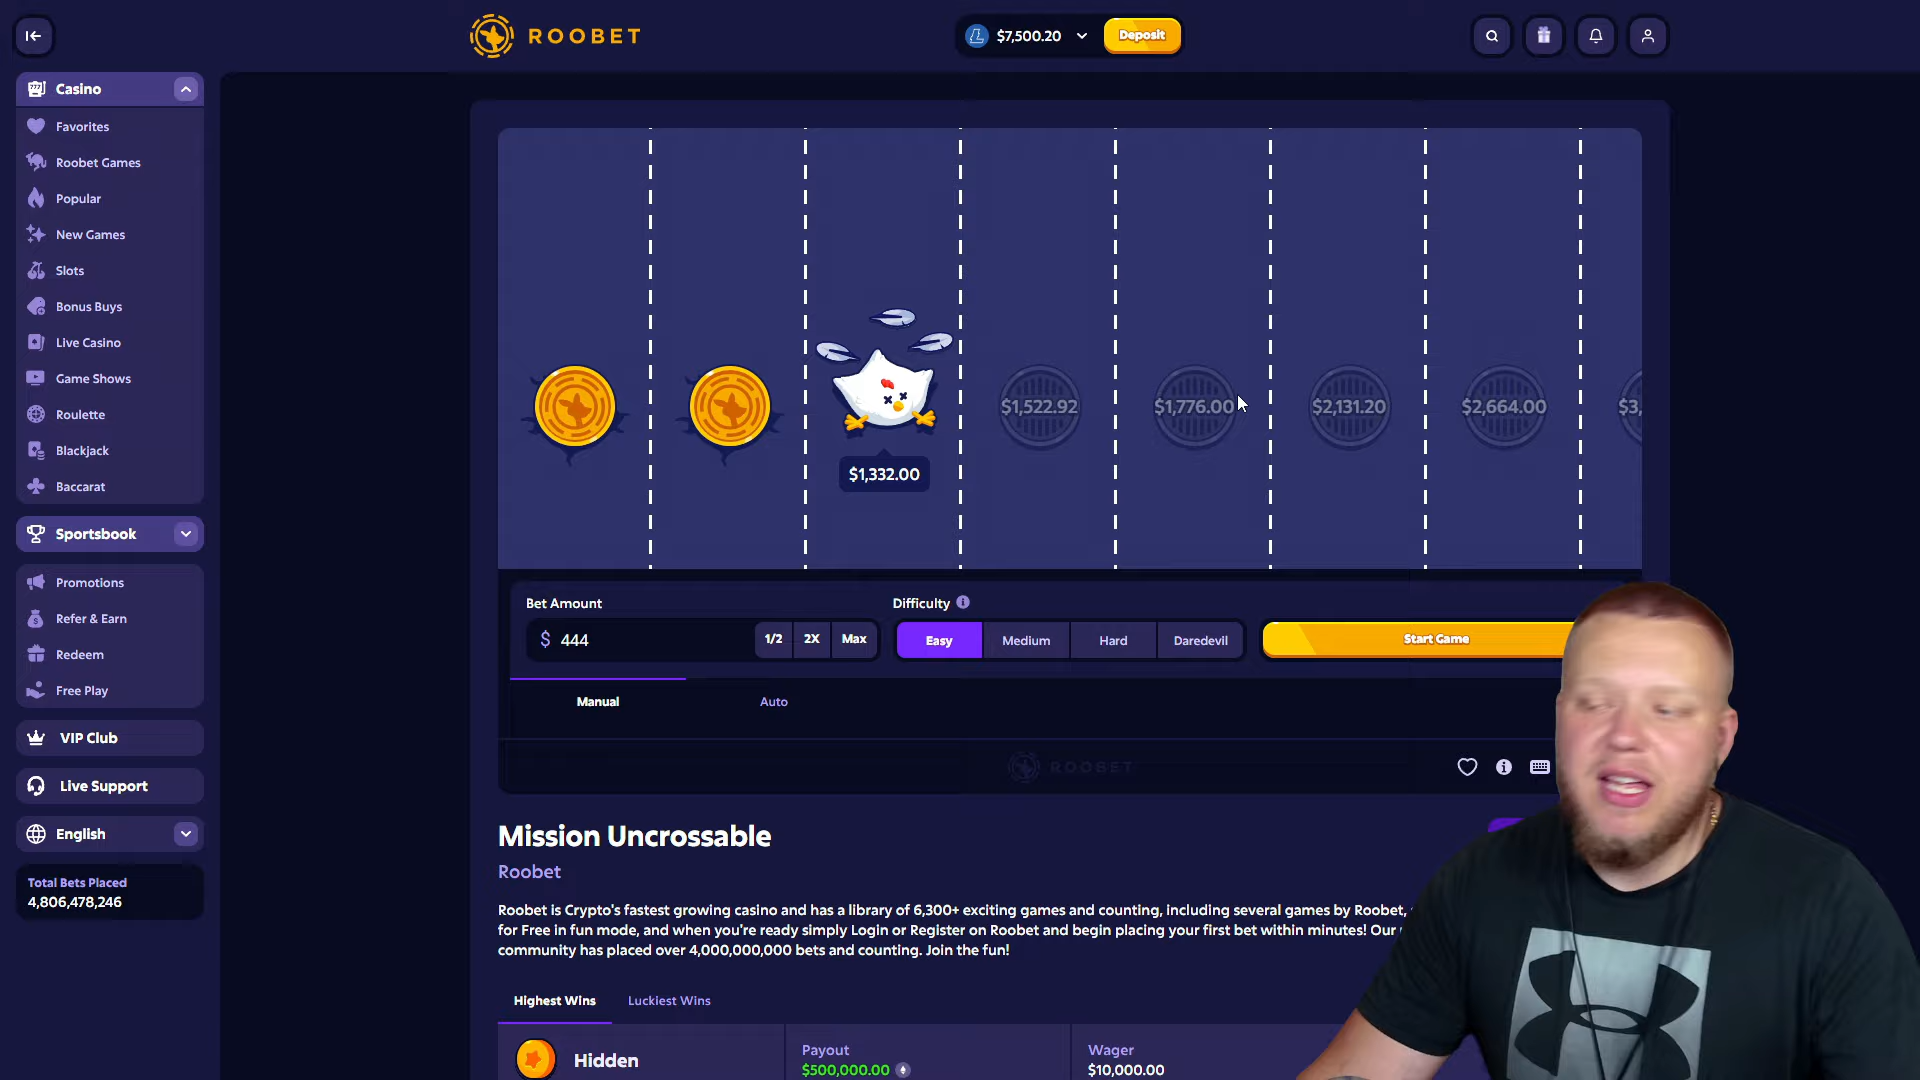 ROOBET
$7,500.20
Deposit
Casino
Favorites
Roobet Games
Popular
New Games
Slots
Bonus Buys
Live Casino
Game Shows
Roulette
Blackjack
Baccarat
Sportsbook
Promotions
Refer & Earn
Redeem
Free Play
VIP Club
Live Support
English
Total Bets Placed
4,806,478,246
$1,332.00
$1,522.92
$1,776.00
$2,131.20
$2,664.00
$3,
Bet Amount
$ 444
1/2 2X Max
Difficulty
Easy Medium Hard Daredevil
Start Game
Manual Auto
ROOBET
Mission Uncrossable
Roobet
Roobet is Crypto's fastest growing casino and has a library of 6,300+ exciting games and counting, including several games by Roobet,
for Free in fun mode, and when you're ready simply Login or Register on Roobet and begin placing your first bet within minutes! Our
community has placed over 4,000,000,000 bets and counting. Join the fun!
Highest Wins Luckiest Wins
Hidden
Payout
$500,000.00
Wager
$10,000.00